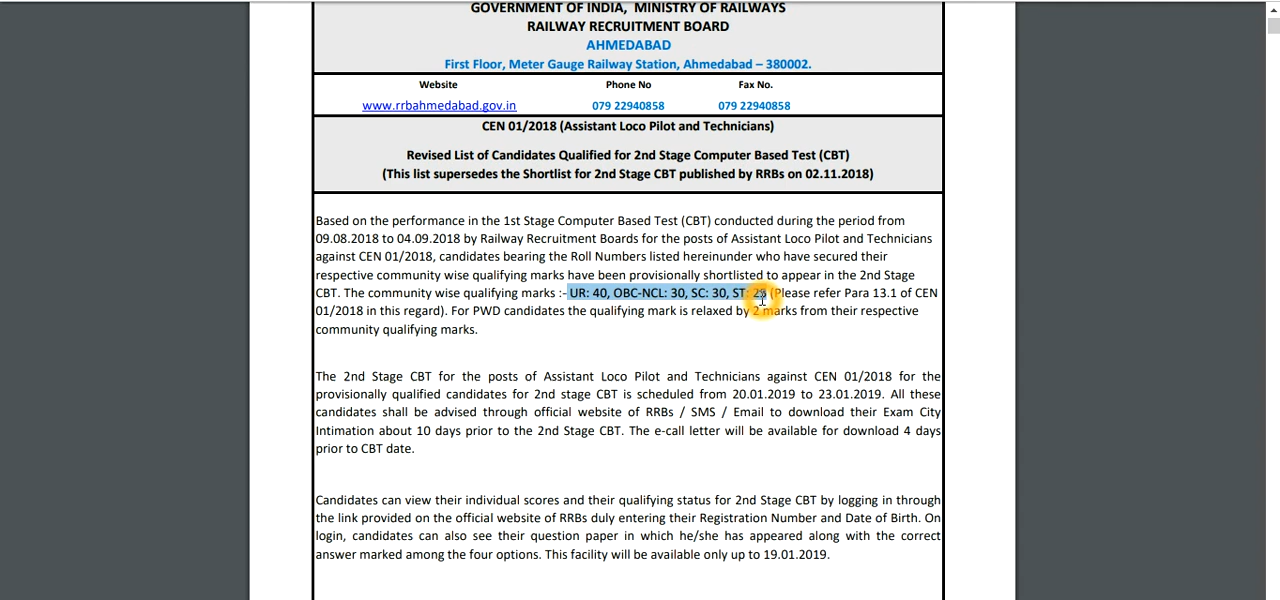 GOVERNMENT OF INDIA, MINISTRY OF RAILWAYS
RAILWAY RECRUITMENT BOARD
AHMEDABAD
First Floor, Meter Gauge Railway Station, Ahmedabad – 380002.
Website Phone No Fax No.
www.rrbahmedabad.gov.in 079 22940858 079 22940858
CEN 01/2018 (Assistant Loco Pilot and Technicians)
Revised List of Candidates Qualified for 2nd Stage Computer Based Test (CBT)
(This list supersedes the Shortlist for 2nd Stage CBT published by RRBs on 02.11.2018)
Based on the performance in the 1st Stage Computer Based Test (CBT) conducted during the period from
09.08.2018 to 04.09.2018 by Railway Recruitment Boards for the posts of Assistant Loco Pilot and Technicians
against CEN 01/2018, candidates bearing the Roll Numbers listed hereinunder who have secured their
respective community wise qualifying marks have been provisionally shortlisted to appear in the 2nd Stage
CBT. The community wise qualifying marks :- UR: 40, OBC-NCL: 30, SC: 30, ST: (Please refer Para 13.1 of CEN
01/2018 in this regard). For PWD candidates the qualifying mark is relaxed by 2 marks from their respective
community qualifying marks.
The 2nd Stage CBT for the posts of Assistant Loco Pilot and Technicians against CEN 01/2018 for the
provisionally qualified candidates for 2nd stage CBT is scheduled from 20.01.2019 to 23.01.2019. All these
candidates shall be advised through official website of RRBs / SMS / Email to download their Exam City
Intimation about 10 days prior to the 2nd Stage CBT. The e-call letter will be available for download 4 days
prior to CBT date.
Candidates can view their individual scores and their qualifying status for 2nd Stage CBT by logging in through
the link provided on the official website of RRBs duly entering their Registration Number and Date of Birth. On
login, candidates can also see their question paper in which he/she has appeared along with the correct
answer marked among the four options. This facility will be available only up to 19.01.2019.